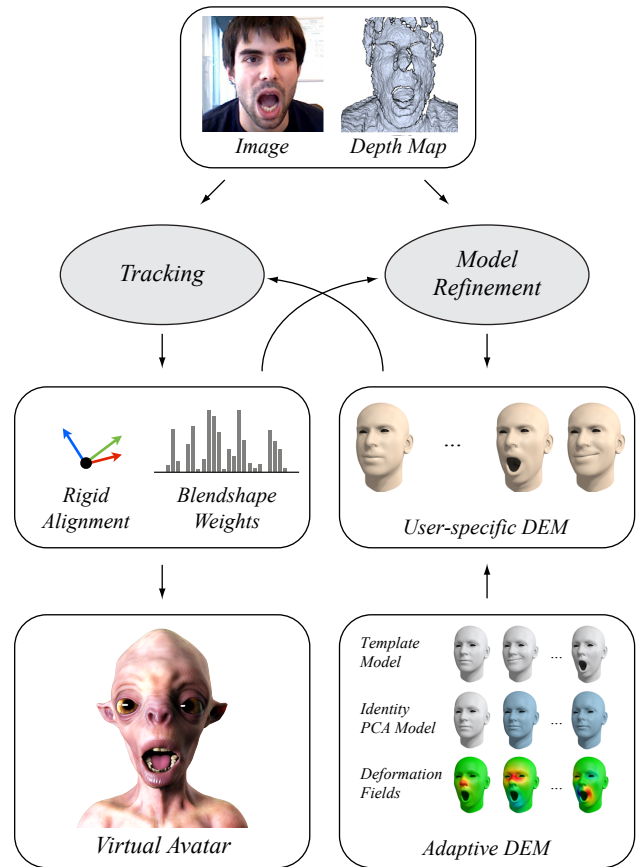 Image
Depth Map
Tracking
Model
Refinement
Rigid
Alignment
Blendshape
Weights
...
User-specific DEM
Virtual Avatar
Template
Model
...
Identity
PCA Model
...
Deformation
Fields
...
Adaptive DEM